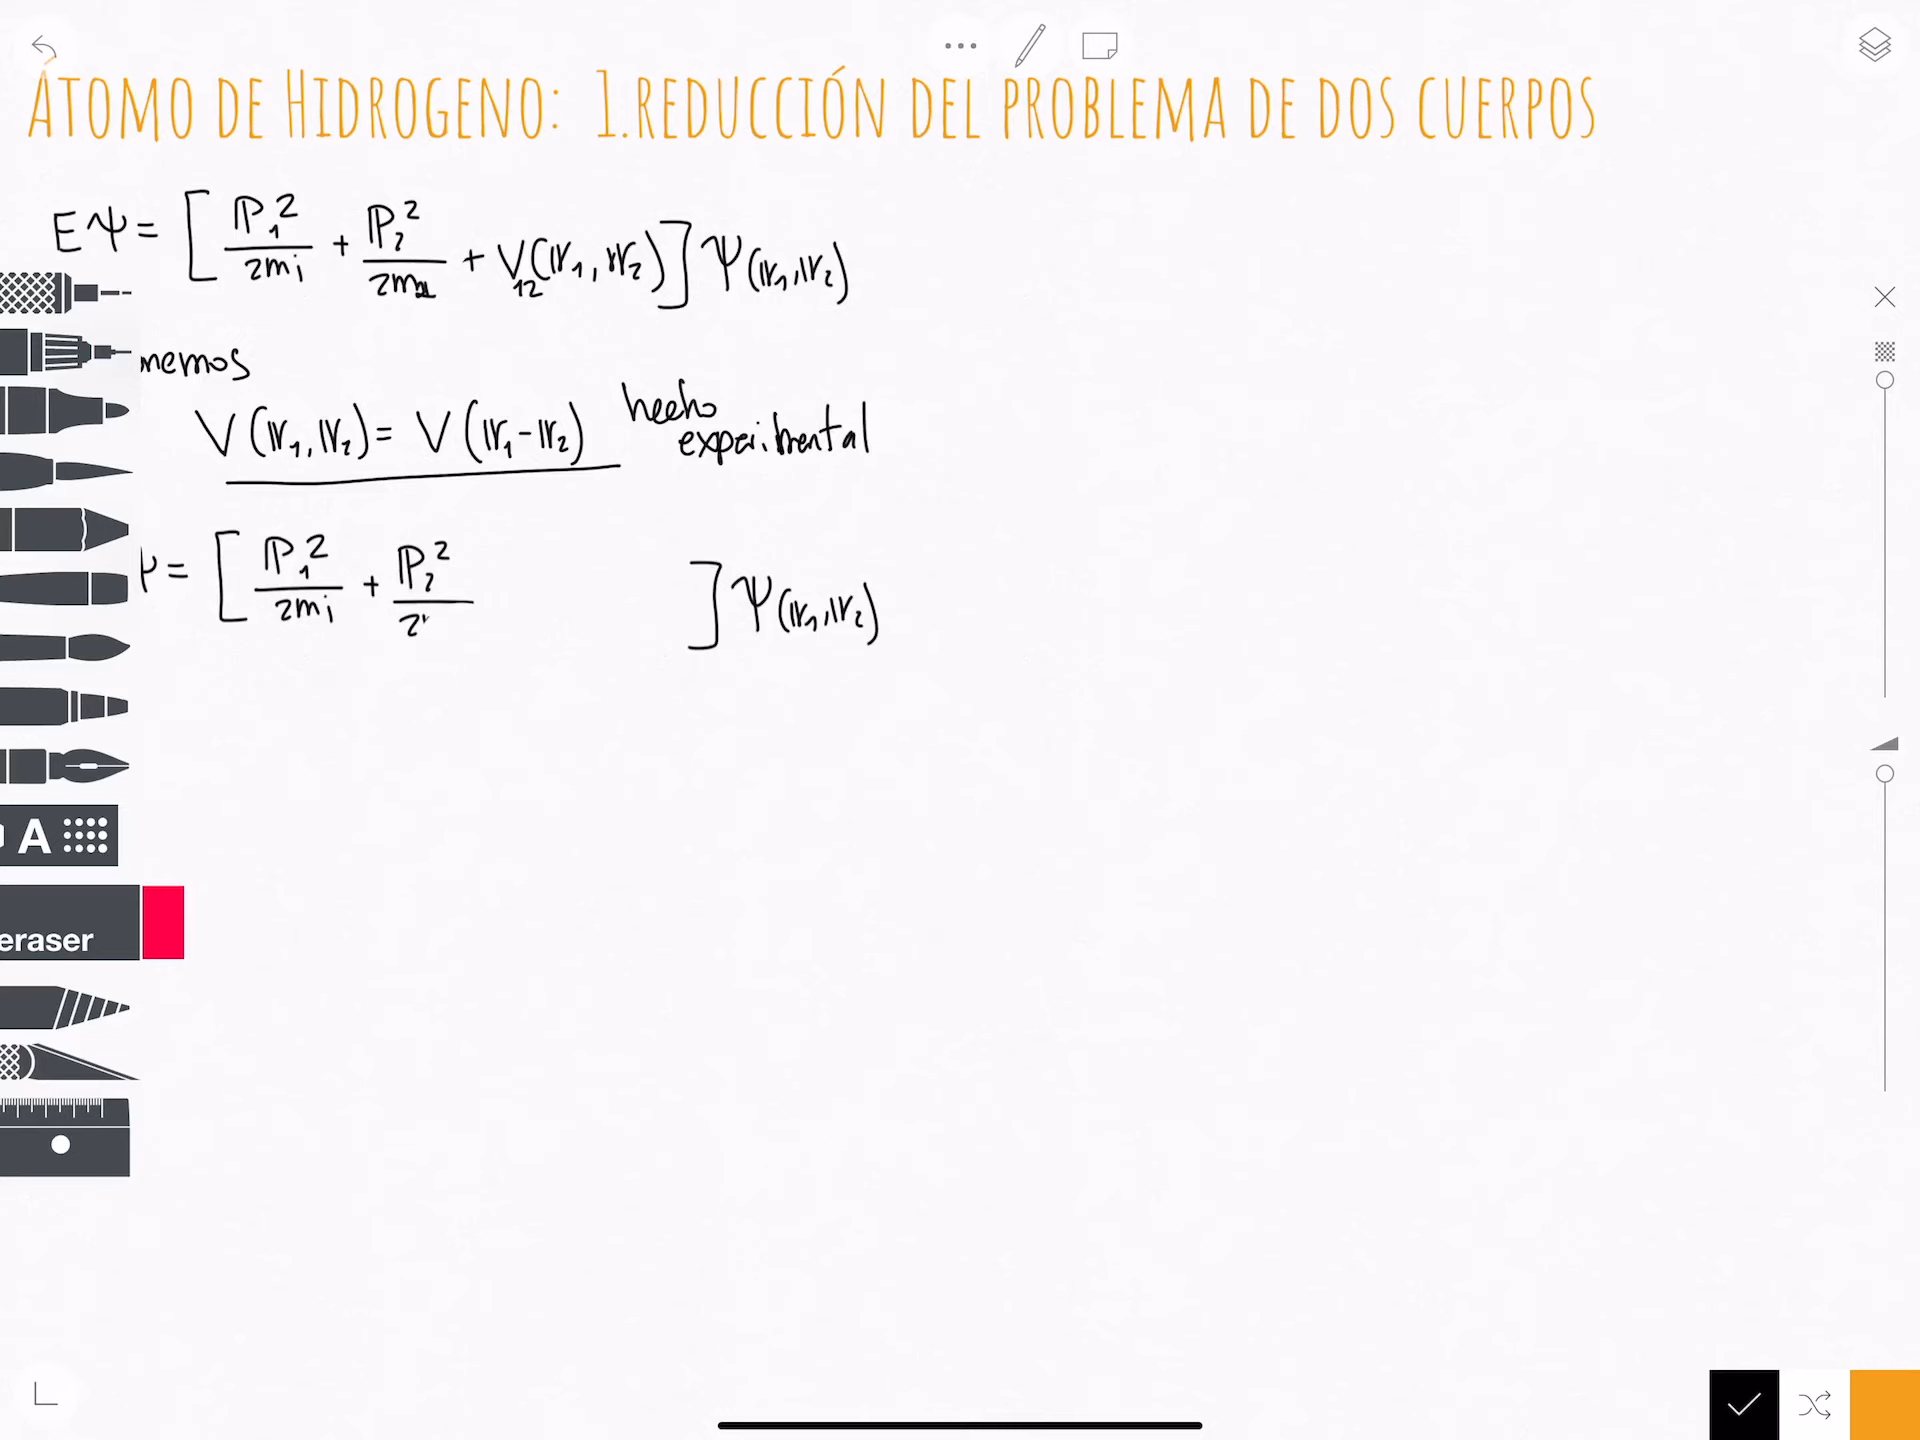 ÁTOMO DE HIDROGENO: 1.REDUCCIÓN DEL PROBLEMA DE DOS CUERPOS
EΨ = [ ℙ₁²/2m₁ + ℙ₂²/2m₂ + V₁₂(𝕣₁, 𝕣₂) ] Ψ(𝕣₁, 𝕣₂)
nemos
V(𝕣₁, 𝕣₂) = V(𝕣₁ - 𝕣₂) hecho
experimental
Ψ = [ ℙ₁²/2m₁ + ℙ₂²/2 ] Ψ(𝕣₁, 𝕣₂)
A
eraser